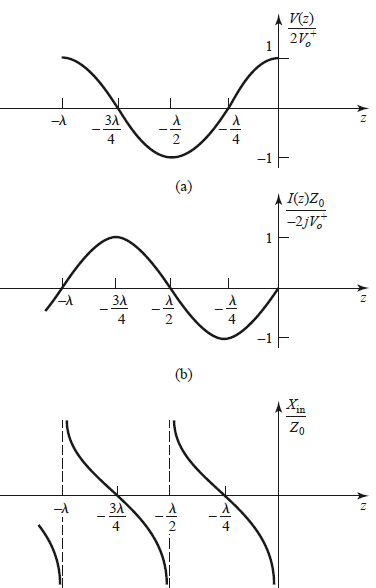 V(z)
2V_o^+
1
-λ
-3λ/4
-λ/2
-λ/4
z
-1
(a)
I(z)Z_0
-2jV_o^+
1
-λ
-3λ/4
-λ/2
-λ/4
z
-1
(b)
X_in
Z_0
-λ
-3λ/4
-λ/2
-λ/4
z